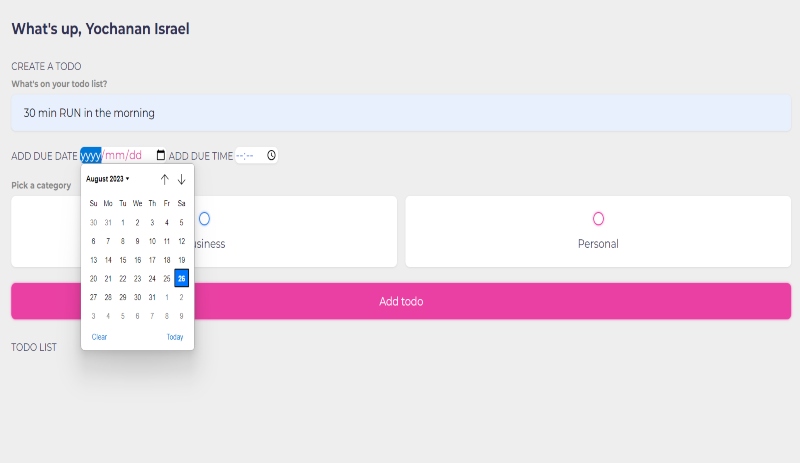 What's up, Yochanan Israel
CREATE A TODO
What's on your todo list?
30 min RUN in the morning
ADD DUE DATE yyyy/mm/dd ADD DUE TIME --:--
August 2023
Su Mo Tu We Th Fr Sa
30 31 1 2 3 4 5
6 7 8 9 10 11 12
13 14 15 16 17 18 19
20 21 22 23 24 25 26
27 28 29 30 31 1 2
3 4 5 6 7 8 9
Clear Today
Pick a category
usiness
Personal
Add todo
TODO LIST